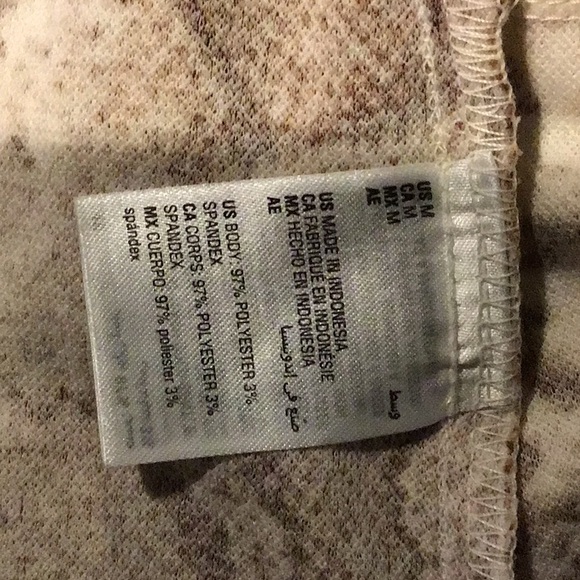 US M
CA M
MX M
AE وسط
US MADE IN INDONESIA
CA FABRIQUE EN INDONESIE
MX HECHO EN INDONESIA
AE صنع في إندونيسيا
US BODY: 97% POLYESTER 3%
SPANDEX
CA CORPS: 97% POLYESTER 3%
SPANDEX
MX CUERPO: 97% poliester 3%
spandex